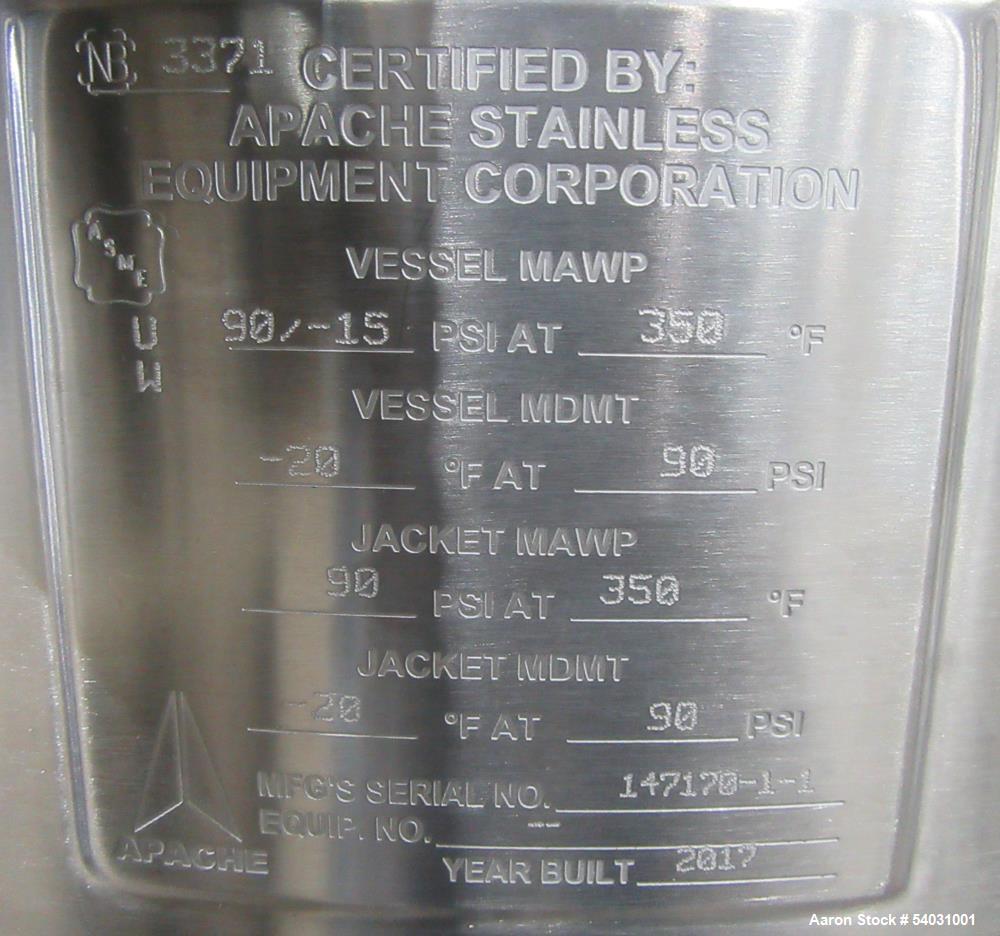 NB 3371 CERTIFIED BY:
APACHE STAINLESS
EQUIPMENT CORPORATION
ASME
U
W
VESSEL MAWP
90/-15 PSI AT 350 °F
VESSEL MDMT
-20 °F AT 90 PSI
JACKET MAWP
90 PSI AT 350 °F
JACKET MDMT
-20 °F AT 90 PSI
MFG'S SERIAL NO. 147170-1-1
EQUIP. NO. ---
APACHE
YEAR BUILT 2017
Aaron Stock # 54031001